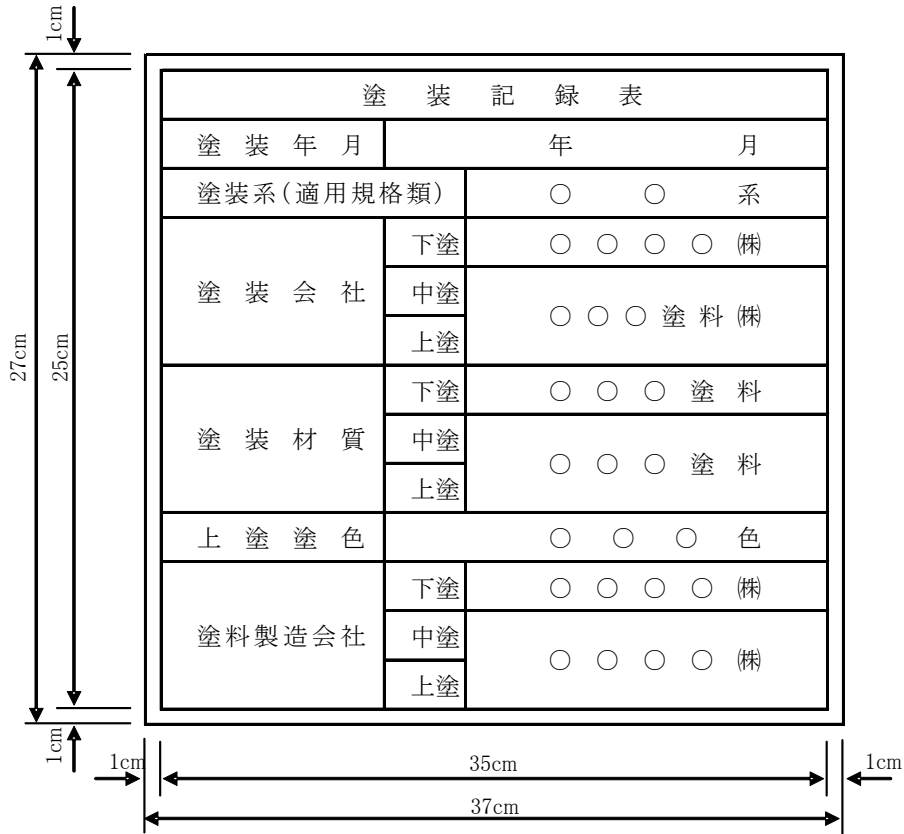 1cm
塗装記録表
塗装年月 年 月
塗装系(適用規格類) ○○系
下塗 ○○○○㈱
塗装会社 中塗 ○○○塗料㈱
上塗
27cm
25cm
下塗 ○○○塗料
塗装材質 中塗 ○○○塗料
上塗
上塗塗色 ○○○色
下塗 ○○○○㈱
塗料製造会社 中塗 ○○○○㈱
上塗
1cm
1cm 35cm 1cm
37cm